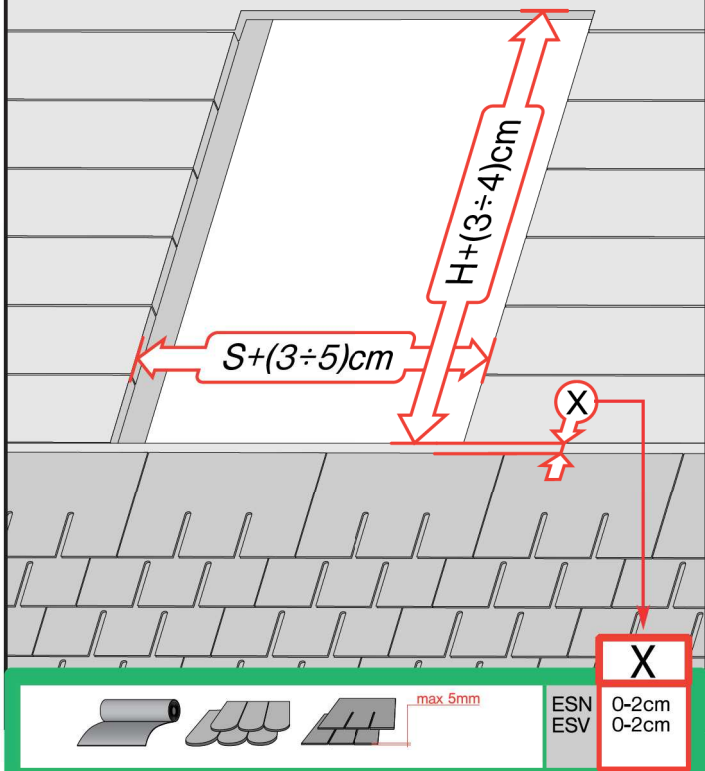 H+(3÷4)cm
S+(3÷5)cm
X
X
max 5mm
ESN 0-2cm
ESV 0-2cm